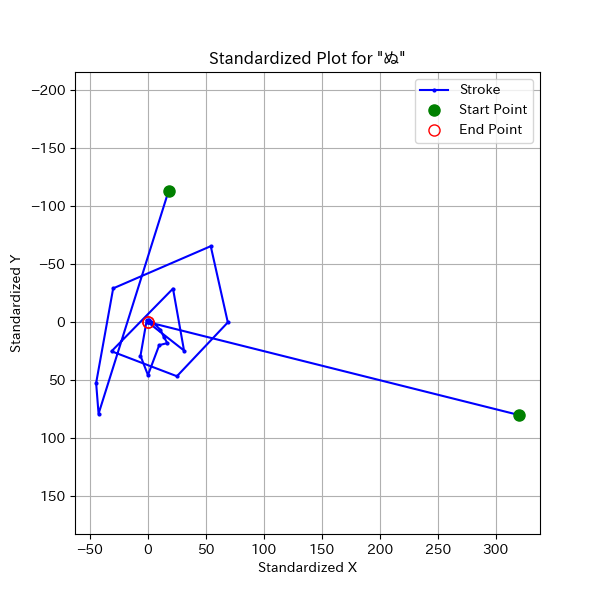 Standardized Plot for "ぬ"
Stroke
Start Point
End Point
Standardized Y
−200
−150
−100
−50
0
50
100
150
−50 0 50 100 150 200 250 300
Standardized X